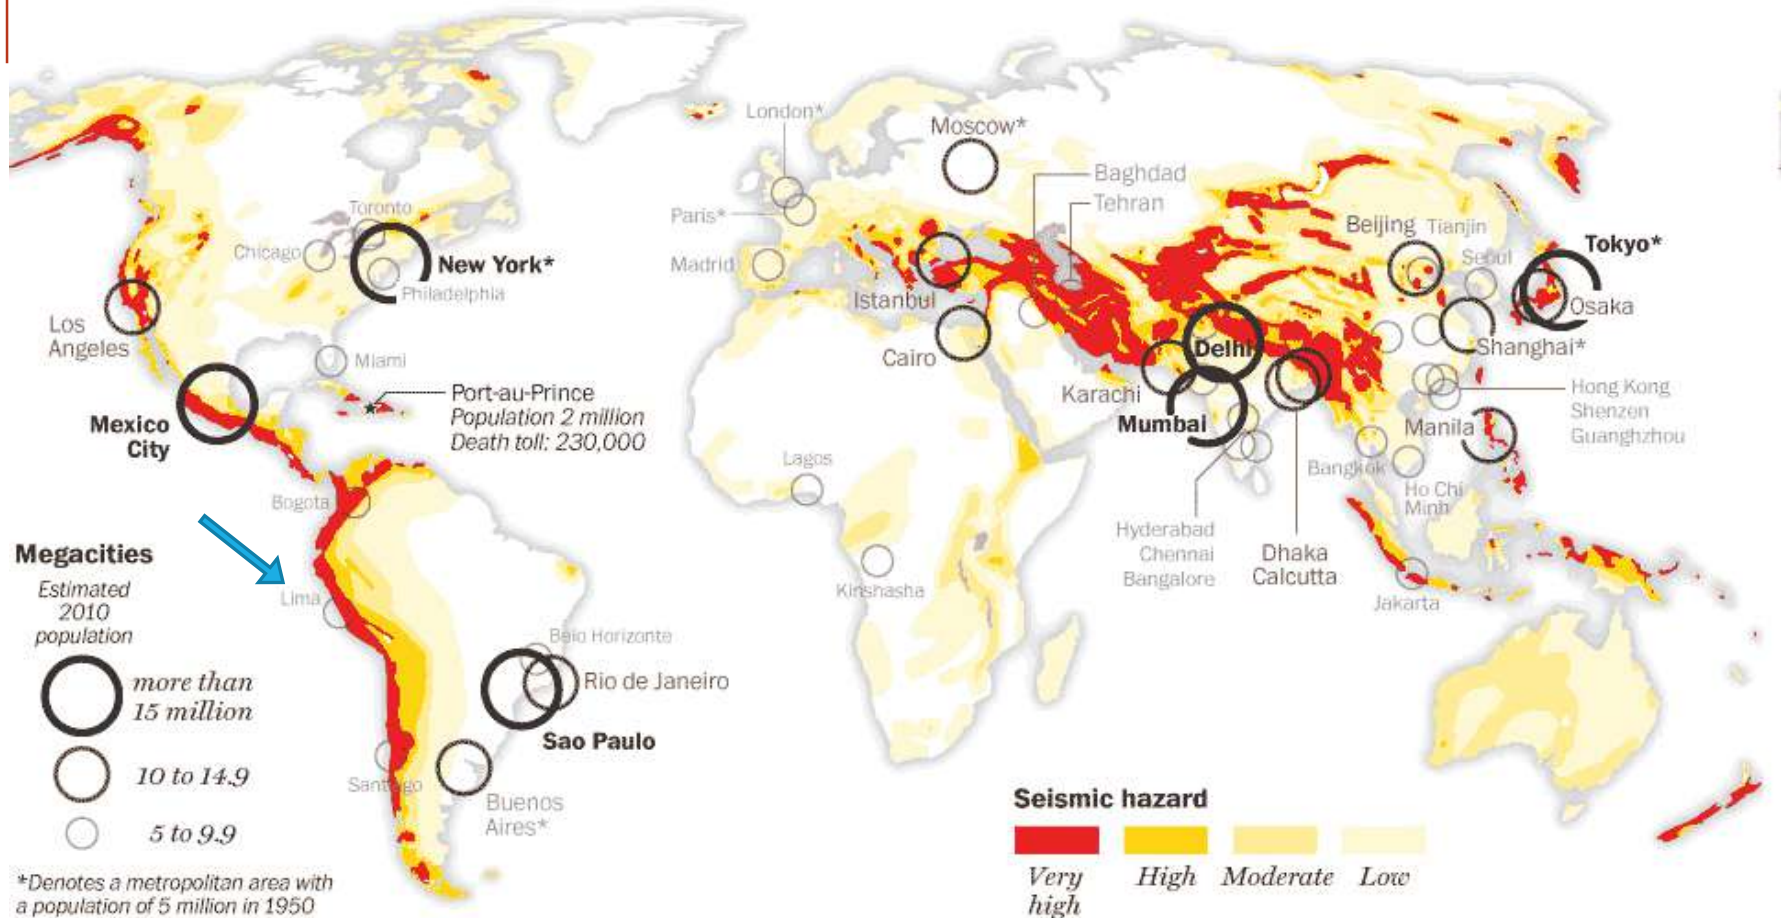 London*
Moscow*
Baghdad
Tehran
Paris*
Toronto
Chicago
New York*
Philadelphia
Madrid
Istanbul
Beijing
Tianjin
Seoul
Tokyo*
Osaka
Los
Angeles
Miami
Cairo
Delhi
Shanghai*
Karachi
Mumbai
Port-au-Prince
Population 2 million
Death toll: 230,000
Mexico
City
Hong Kong
Shenzen
Guanghzhou
Manila
Lagos
Bangkok
Ho Chi
Minh
Bogota
Hyderabad
Chennai
Bangalore
Dhaka
Calcutta
Kinshasha
Jakarta
Lima
Belo Horizonte
Rio de Janeiro
Sao Paulo
Santiago
Buenos
Aires*
Megacities
Estimated
2010
population
more than
15 million
10 to 14.9
5 to 9.9
*Denotes a metropolitan area with
a population of 5 million in 1950
Seismic hazard
Very
high
High
Moderate
Low